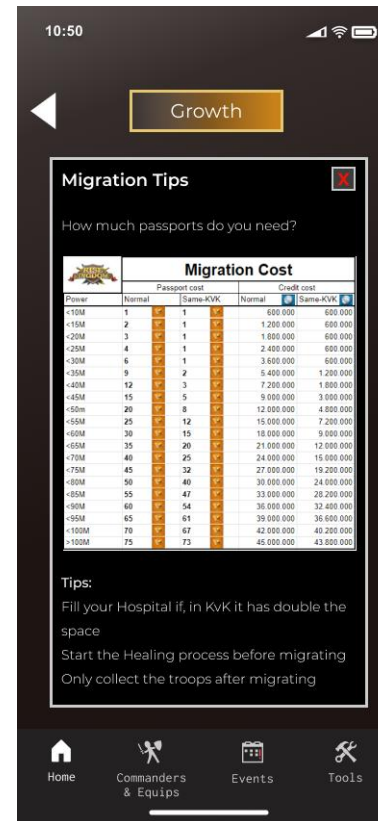 10:50
Growth
Migration Tips
X
How much passports do you need?
RISE
KINGDOMS
Migration Cost
Passport cost Credit cost
Power Normal Same-KVK Normal Same-KVK
<10M 1 1 600.000 600.000
<15M 2 1 1.200.000 600.000
<20M 3 1 1.800.000 600.000
<25M 4 1 2.400.000 600.000
<30M 6 1 3.600.000 600.000
<35M 9 2 5.400.000 1.200.000
<40M 12 3 7.200.000 1.800.000
<45M 15 5 9.000.000 3.000.000
<50m 20 8 12.000.000 4.800.000
<55M 25 12 15.000.000 7.200.000
<60M 30 15 18.000.000 9.000.000
<65M 35 20 21.000.000 12.000.000
<70M 40 25 24.000.000 15.000.000
<75M 45 32 27.000.000 19.200.000
<80M 50 40 30.000.000 24.000.000
<85M 55 47 33.000.000 28.200.000
<90M 60 54 36.000.000 32.400.000
<95M 65 61 39.000.000 36.600.000
<100M 70 67 42.000.000 40.200.000
>100M 75 73 45.000.000 43.800.000
Tips:
Fill your Hospital if, in KvK it has double the
space
Start the Healing process before migrating
Only collect the troops after migrating
Home Commanders Events Tools
& Equips